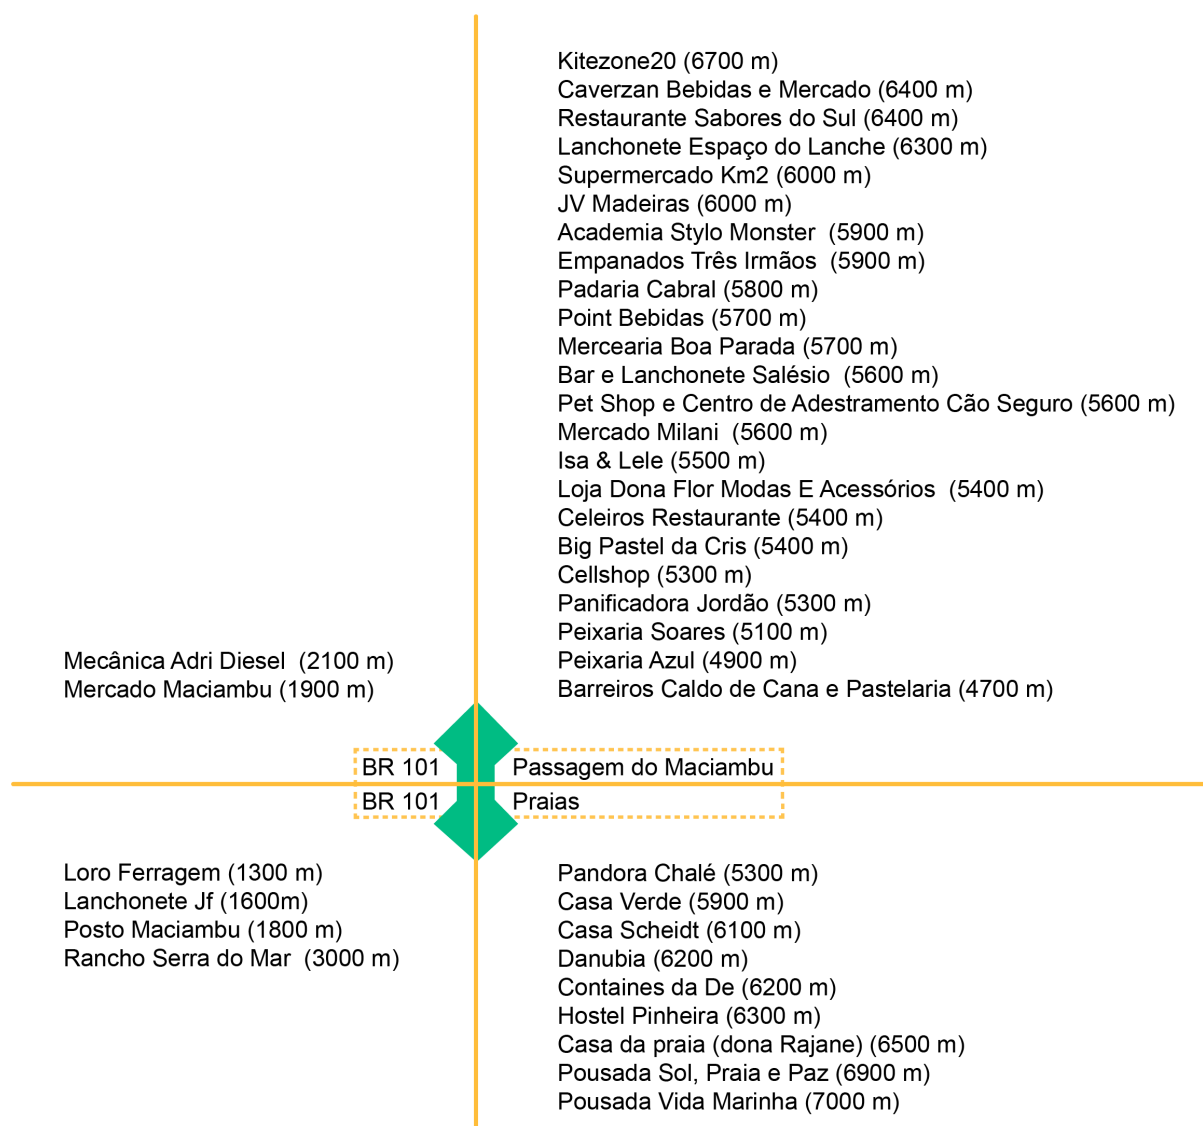 Kitezone20 (6700 m)
Caverzan Bebidas e Mercado (6400 m)
Restaurante Sabores do Sul (6400 m)
Lanchonete Espaço do Lanche (6300 m)
Supermercado Km2 (6000 m)
JV Madeiras (6000 m)
Academia Stylo Monster  (5900 m)
Empanados Três Irmãos  (5900 m)
Padaria Cabral (5800 m)
Point Bebidas (5700 m)
Mercearia Boa Parada (5700 m)
Bar e Lanchonete Salésio  (5600 m)
Pet Shop e Centro de Adestramento Cão Seguro (5600 m)
Mercado Milani  (5600 m)
Isa & Lele (5500 m)
Loja Dona Flor Modas E Acessórios  (5400 m)
Celeiros Restaurante (5400 m)
Big Pastel da Cris (5400 m)
Cellshop (5300 m)
Panificadora Jordão (5300 m)
Peixaria Soares (5100 m)
Peixaria Azul (4900 m)
Barreiros Caldo de Cana e Pastelaria (4700 m)
Mecânica Adri Diesel  (2100 m)
Mercado Maciambu (1900 m)
BR 101
Passagem do Maciambu
BR 101
Praias
Loro Ferragem (1300 m)
Lanchonete Jf (1600m)
Posto Maciambu (1800 m)
Rancho Serra do Mar  (3000 m)
Pandora Chalé (5300 m)
Casa Verde (5900 m)
Casa Scheidt (6100 m)
Danubia (6200 m)
Containes da De (6200 m)
Hostel Pinheira (6300 m)
Casa da praia (dona Rajane) (6500 m)
Pousada Sol, Praia e Paz (6900 m)
Pousada Vida Marinha (7000 m)